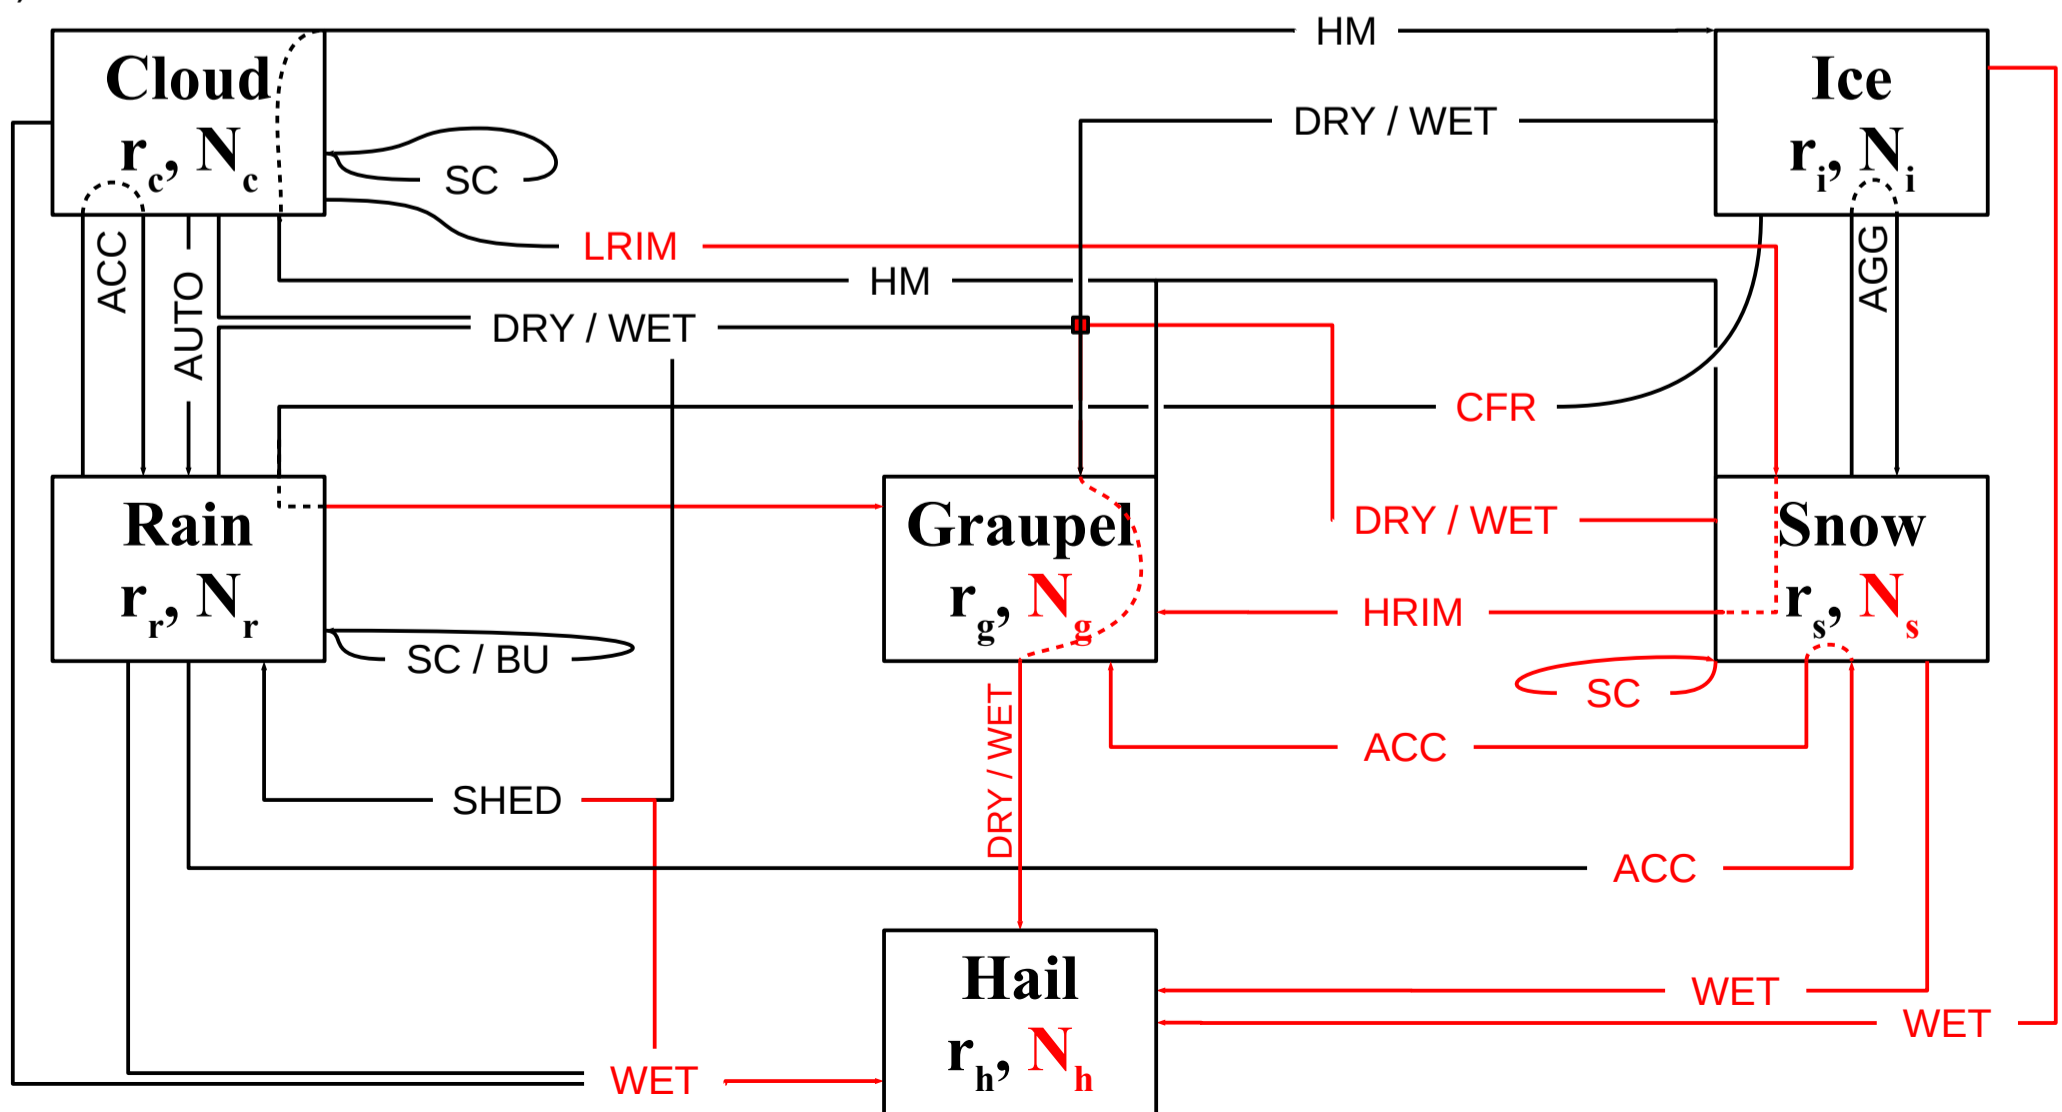 HM
Cloud
r_c, N_c
Ice
r_i, N_i
DRY / WET
SC
ACC
AUTO
LRIM
AGG
HM
DRY / WET
CFR
Rain
r_r, N_r
Graupel
r_g, N_g
DRY / WET
Snow
r_s, N_s
HRIM
SC / BU
SC
DRY / WET
ACC
SHED
ACC
Hail
r_h, N_h
WET
WET
WET